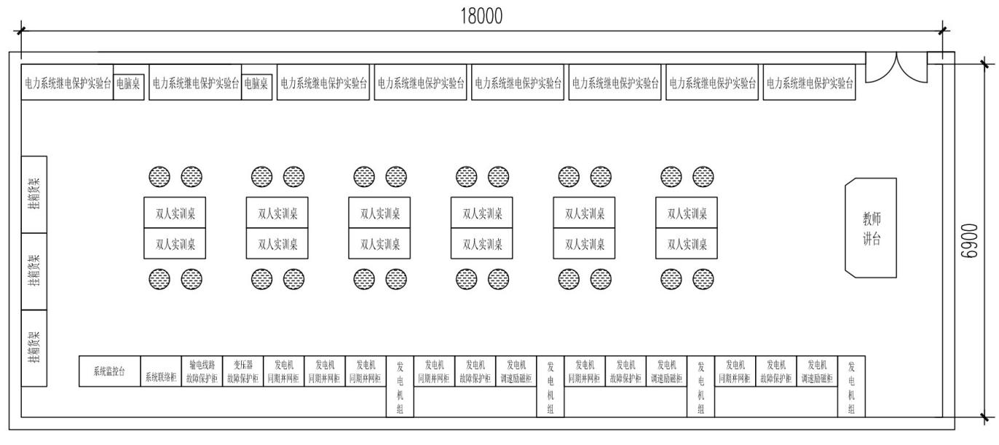 18000
电力系统继电保护实验台
电脑桌
电力系统继电保护实验台
电脑桌
电力系统继电保护实验台
电力系统继电保护实验台
电力系统继电保护实验台
电力系统继电保护实验台
电力系统继电保护实验台
电力系统继电保护实验台
挂箱货架
挂箱货架
挂箱货架
双人实训桌
双人实训桌
双人实训桌
双人实训桌
双人实训桌
双人实训桌
双人实训桌
双人实训桌
双人实训桌
双人实训桌
双人实训桌
双人实训桌
教师
讲台
6900
系统监控台
系统联络柜
输电线路
故障保护柜
变压器
故障保护柜
发电机
同期并网柜
发电机
同期并网柜
发电机
同期并网柜
发电机组
发电机
同期并网柜
发电机
故障保护柜
发电机
调速励磁柜
发电机组
发电机
同期并网柜
发电机
故障保护柜
发电机
调速励磁柜
发电机组
发电机
同期并网柜
发电机
故障保护柜
发电机
调速励磁柜
发电机组